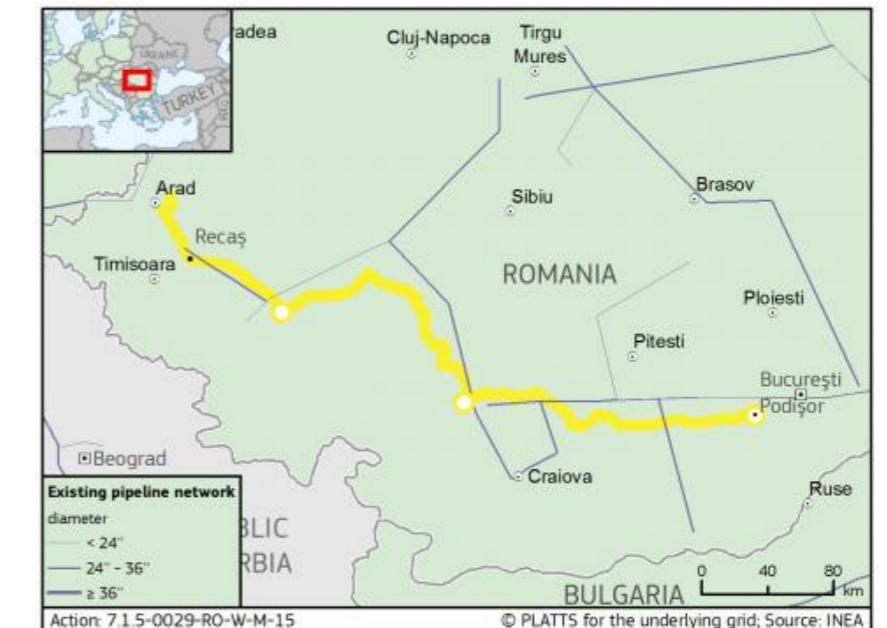 UKRAINE
TURKEY
radea
Cluj-Napoca
Tirgu
Mures
Arad
Recaş
Timisoara
Sibiu
Brasov
ROMANIA
Ploiesti
Pitesti
Bucureşti
Podişor
Beograd
Craiova
Ruse
BLIC
RBIA
BULGARIA
0 40 80
km
Existing pipeline network
diameter
< 24"
24" - 36"
≥ 36"
Action: 7.1.5-0029-RO-W-M-15
© PLATTS for the underlying grid; Source: INEA